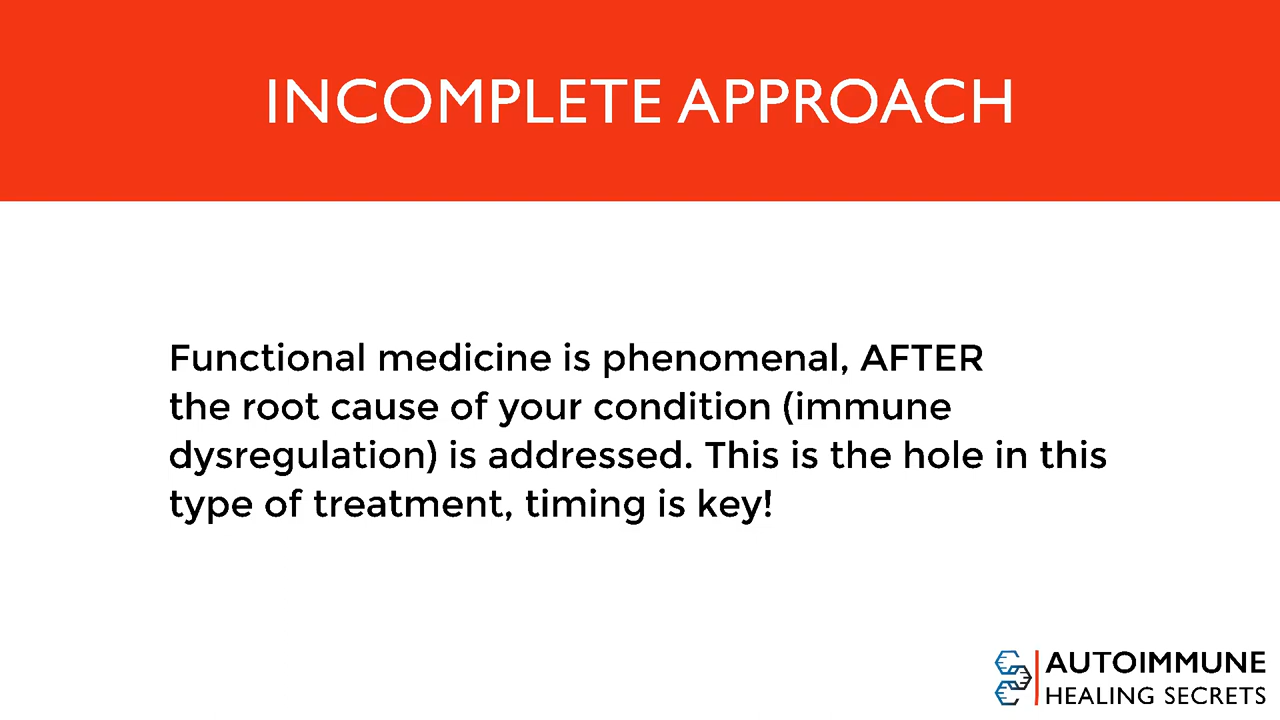 INCOMPLETE APPROACH
Functional medicine is phenomenal, AFTER
the root cause of your condition (immune
dysregulation) is addressed. This is the hole in this
type of treatment, timing is key!
AUTOIMMUNE
HEALING SECRETS